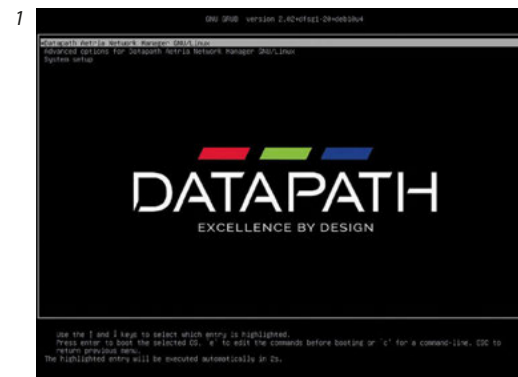 1
GNU GRUB version 2.02+dfsg1-20+deb10u4
*Datapath Aetria Network Manager GNU/Linux
Advanced options for Datapath Aetria Network Manager GNU/Linux
System setup
DATAPATH
EXCELLENCE BY DESIGN
Use the ↑ and ↓ keys to select which entry is highlighted.
Press enter to boot the selected OS, `e' to edit the commands before booting or `c' for a command-line. ESC to
return previous menu.
The highlighted entry will be executed automatically in 2s.